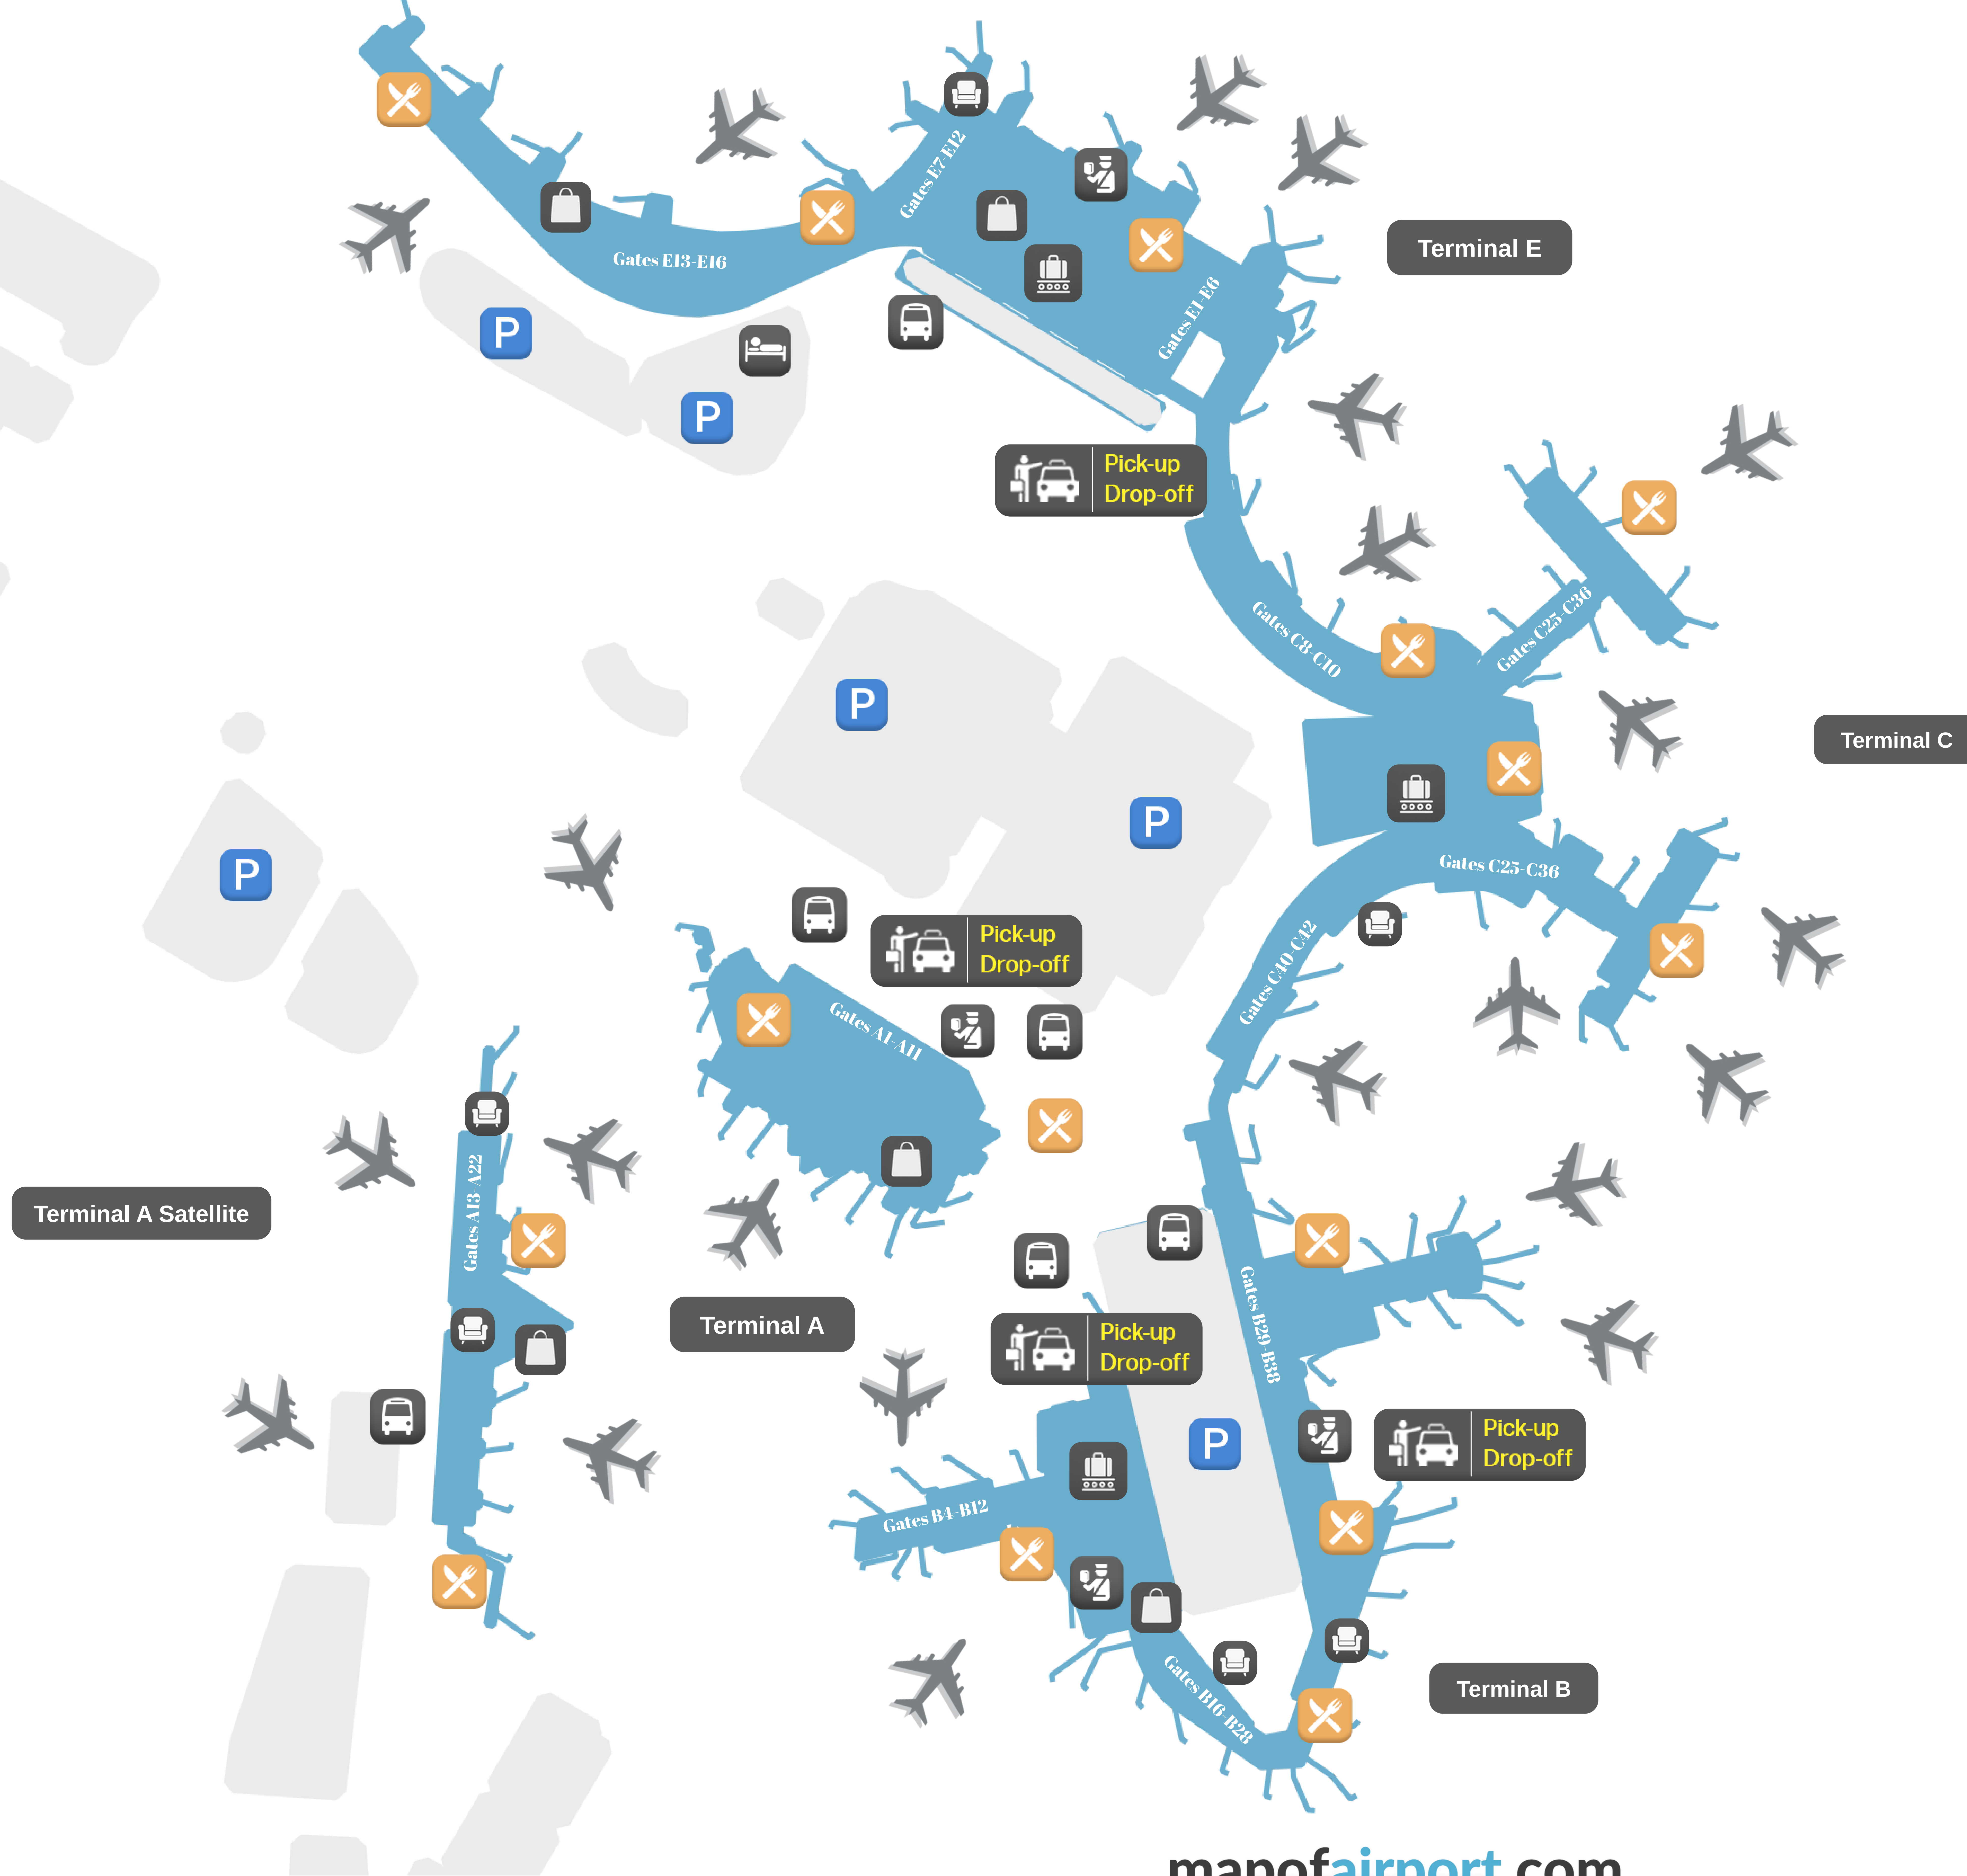 Gates E7-E12
Terminal E
Gates E13-E16
Gates E1-E6
P
P
Pick-up
Drop-off
Gates C8-C10
Gates C25-C36
P
Terminal C
P
Gates C25-C36
P
Pick-up
Drop-off
Gates C40-C42
Gates A1-A11
Gates A13-A22
Terminal A Satellite
Terminal A
Gates B29-B38
Pick-up
Drop-off
P
Pick-up
Drop-off
Gates B4-B12
Gates B16-B28
Terminal B
mapofairport.com